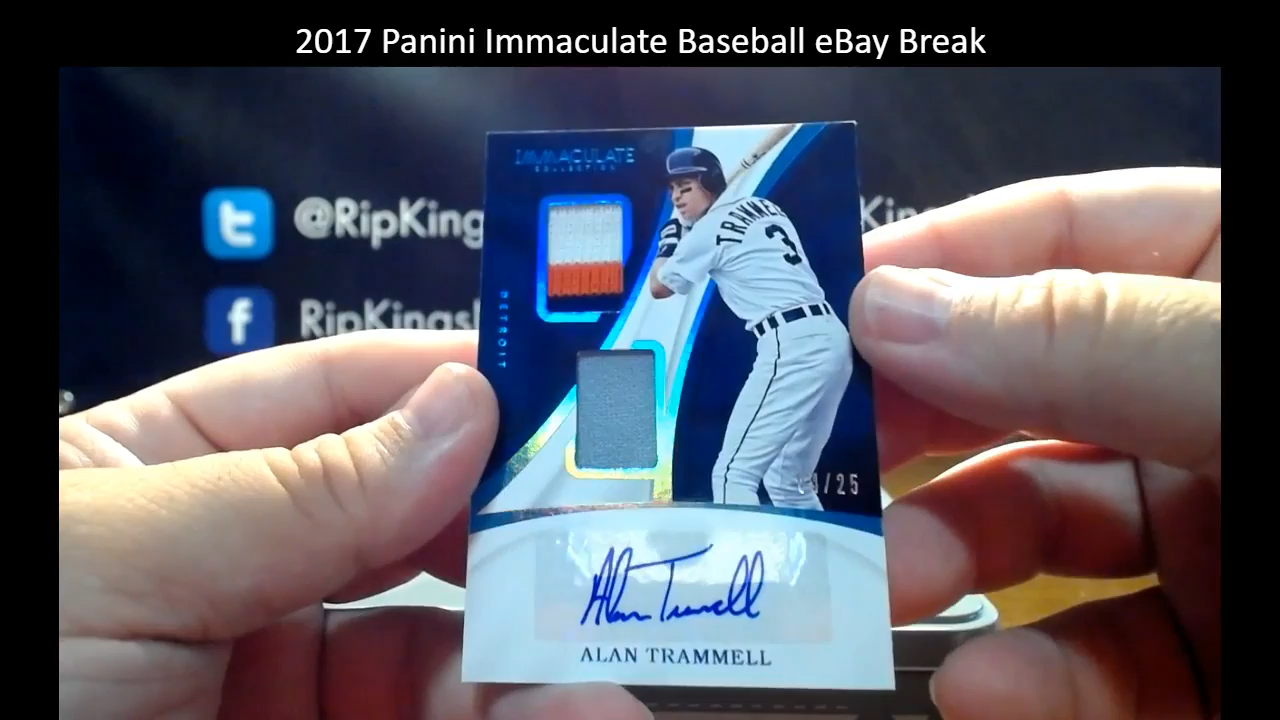 2017 Panini Immaculate Baseball eBay Break
IMMACULATE
COLLECTION
@RipKing
RipKings
DETROIT
TRAMMELL
3
/25
Alan Trammell
ALAN TRAMMELL